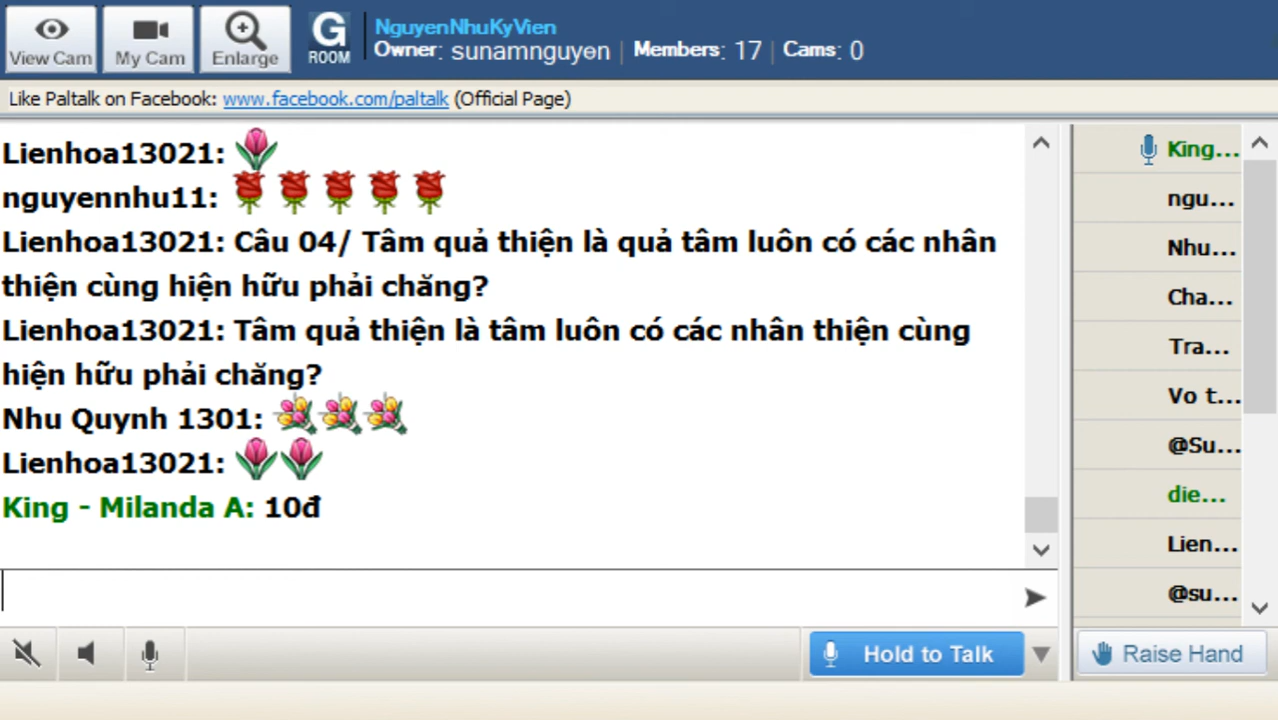 View Cam
My Cam
Enlarge
G
ROOM
NguyenNhuKyVien
Owner: sunamnguyen | Members: 17 | Cams: 0
Like Paltalk on Facebook: www.facebook.com/paltalk (Official Page)
Lienhoa13021:
nguyennhu11:
Lienhoa13021: Câu 04/ Tâm quả thiện là quả tâm luôn có các nhân
thiện cùng hiện hữu phải chăng?
Lienhoa13021: Tâm quả thiện là tâm luôn có các nhân thiện cùng
hiện hữu phải chăng?
Nhu Quynh 1301:
Lienhoa13021:
King - Milanda A: 10đ
King...
ngu...
Nhu...
Cha...
Tra...
Vo t...
@Su...
die...
Lien...
@su...
Hold to Talk
Raise Hand